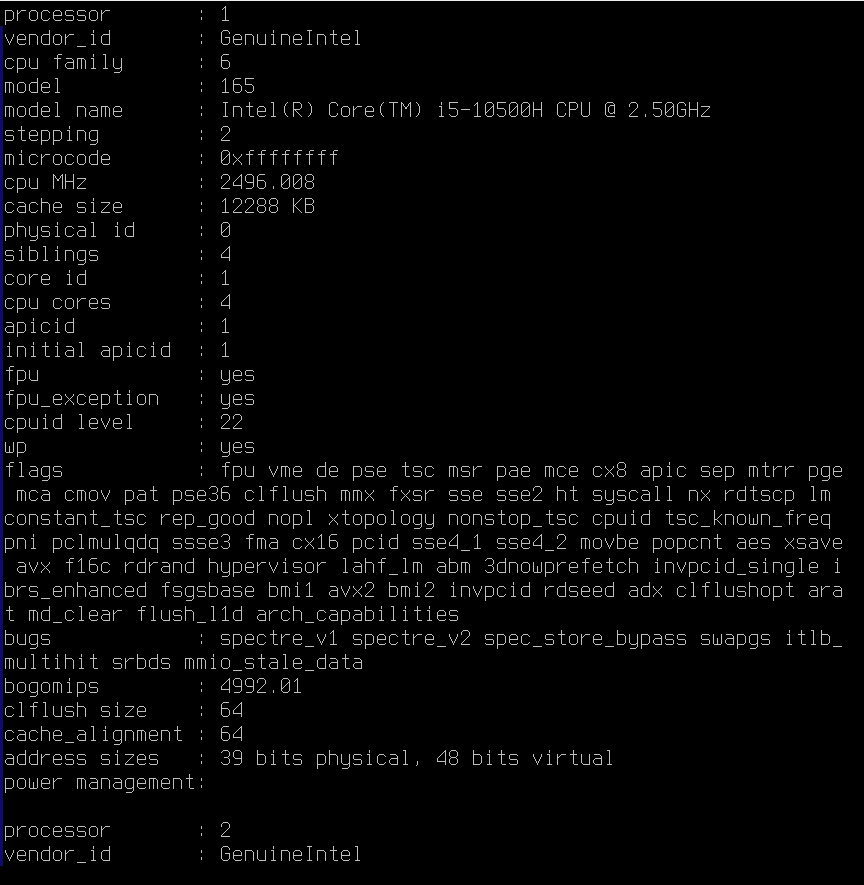 processor       : 1
vendor_id       : GenuineIntel
cpu family      : 6
model           : 165
model name      : Intel(R) Core(TM) i5-10500H CPU @ 2.50GHz
stepping        : 2
microcode       : 0xffffffff
cpu MHz         : 2496.008
cache size      : 12288 KB
physical id     : 0
siblings        : 4
core id         : 1
cpu cores       : 4
apicid          : 1
initial apicid  : 1
fpu             : yes
fpu_exception   : yes
cpuid level     : 22
wp              : yes
flags           : fpu vme de pse tsc msr pae mce cx8 apic sep mtrr pge
 mca cmov pat pse36 clflush mmx fxsr sse sse2 ht syscall nx rdtscp lm
constant_tsc rep_good nopl xtopology nonstop_tsc cpuid tsc_known_freq
pni pclmulqdq ssse3 fma cx16 pcid sse4_1 sse4_2 movbe popcnt aes xsave
 avx f16c rdrand hypervisor lahf_lm abm 3dnowprefetch invpcid_single i
brs_enhanced fsgsbase bmi1 avx2 bmi2 invpcid rdseed adx clflushopt ara
t md_clear flush_l1d arch_capabilities
bugs            : spectre_v1 spectre_v2 spec_store_bypass swapgs itlb_
multihit srbds mmio_stale_data
bogomips        : 4992.01
clflush size    : 64
cache_alignment : 64
address sizes   : 39 bits physical, 48 bits virtual
power management:

processor       : 2
vendor_id       : GenuineIntel